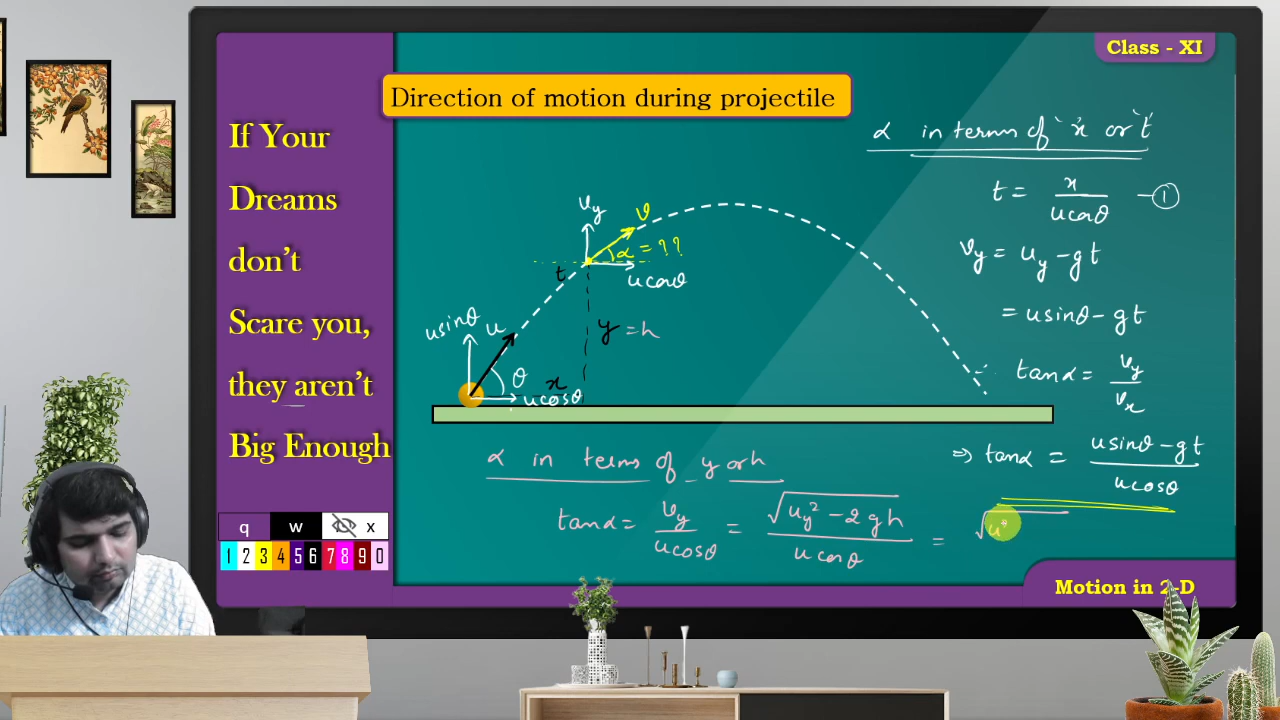 Class - XI
Direction of motion during projectile
If Your
Dreams
don't
Scare you,
they aren't
Big Enough
q w x
1 2 3 4 5 6 7 8 9 0
α in terms of 'x' or 't'
t = x / ucosθ —①
vy = uy - gt
= usinθ - gt
tanα = vy / vx
⇒ tanα = usinθ - gt / ucosθ
vy
v
α = ??
t
ucosθ
usinθ
u
y = h
θ
x
ucosθ
α in terms of y or h
tanα = vy / ucosθ = √uy² - 2gh / ucosθ = √u²
Motion in 2-D